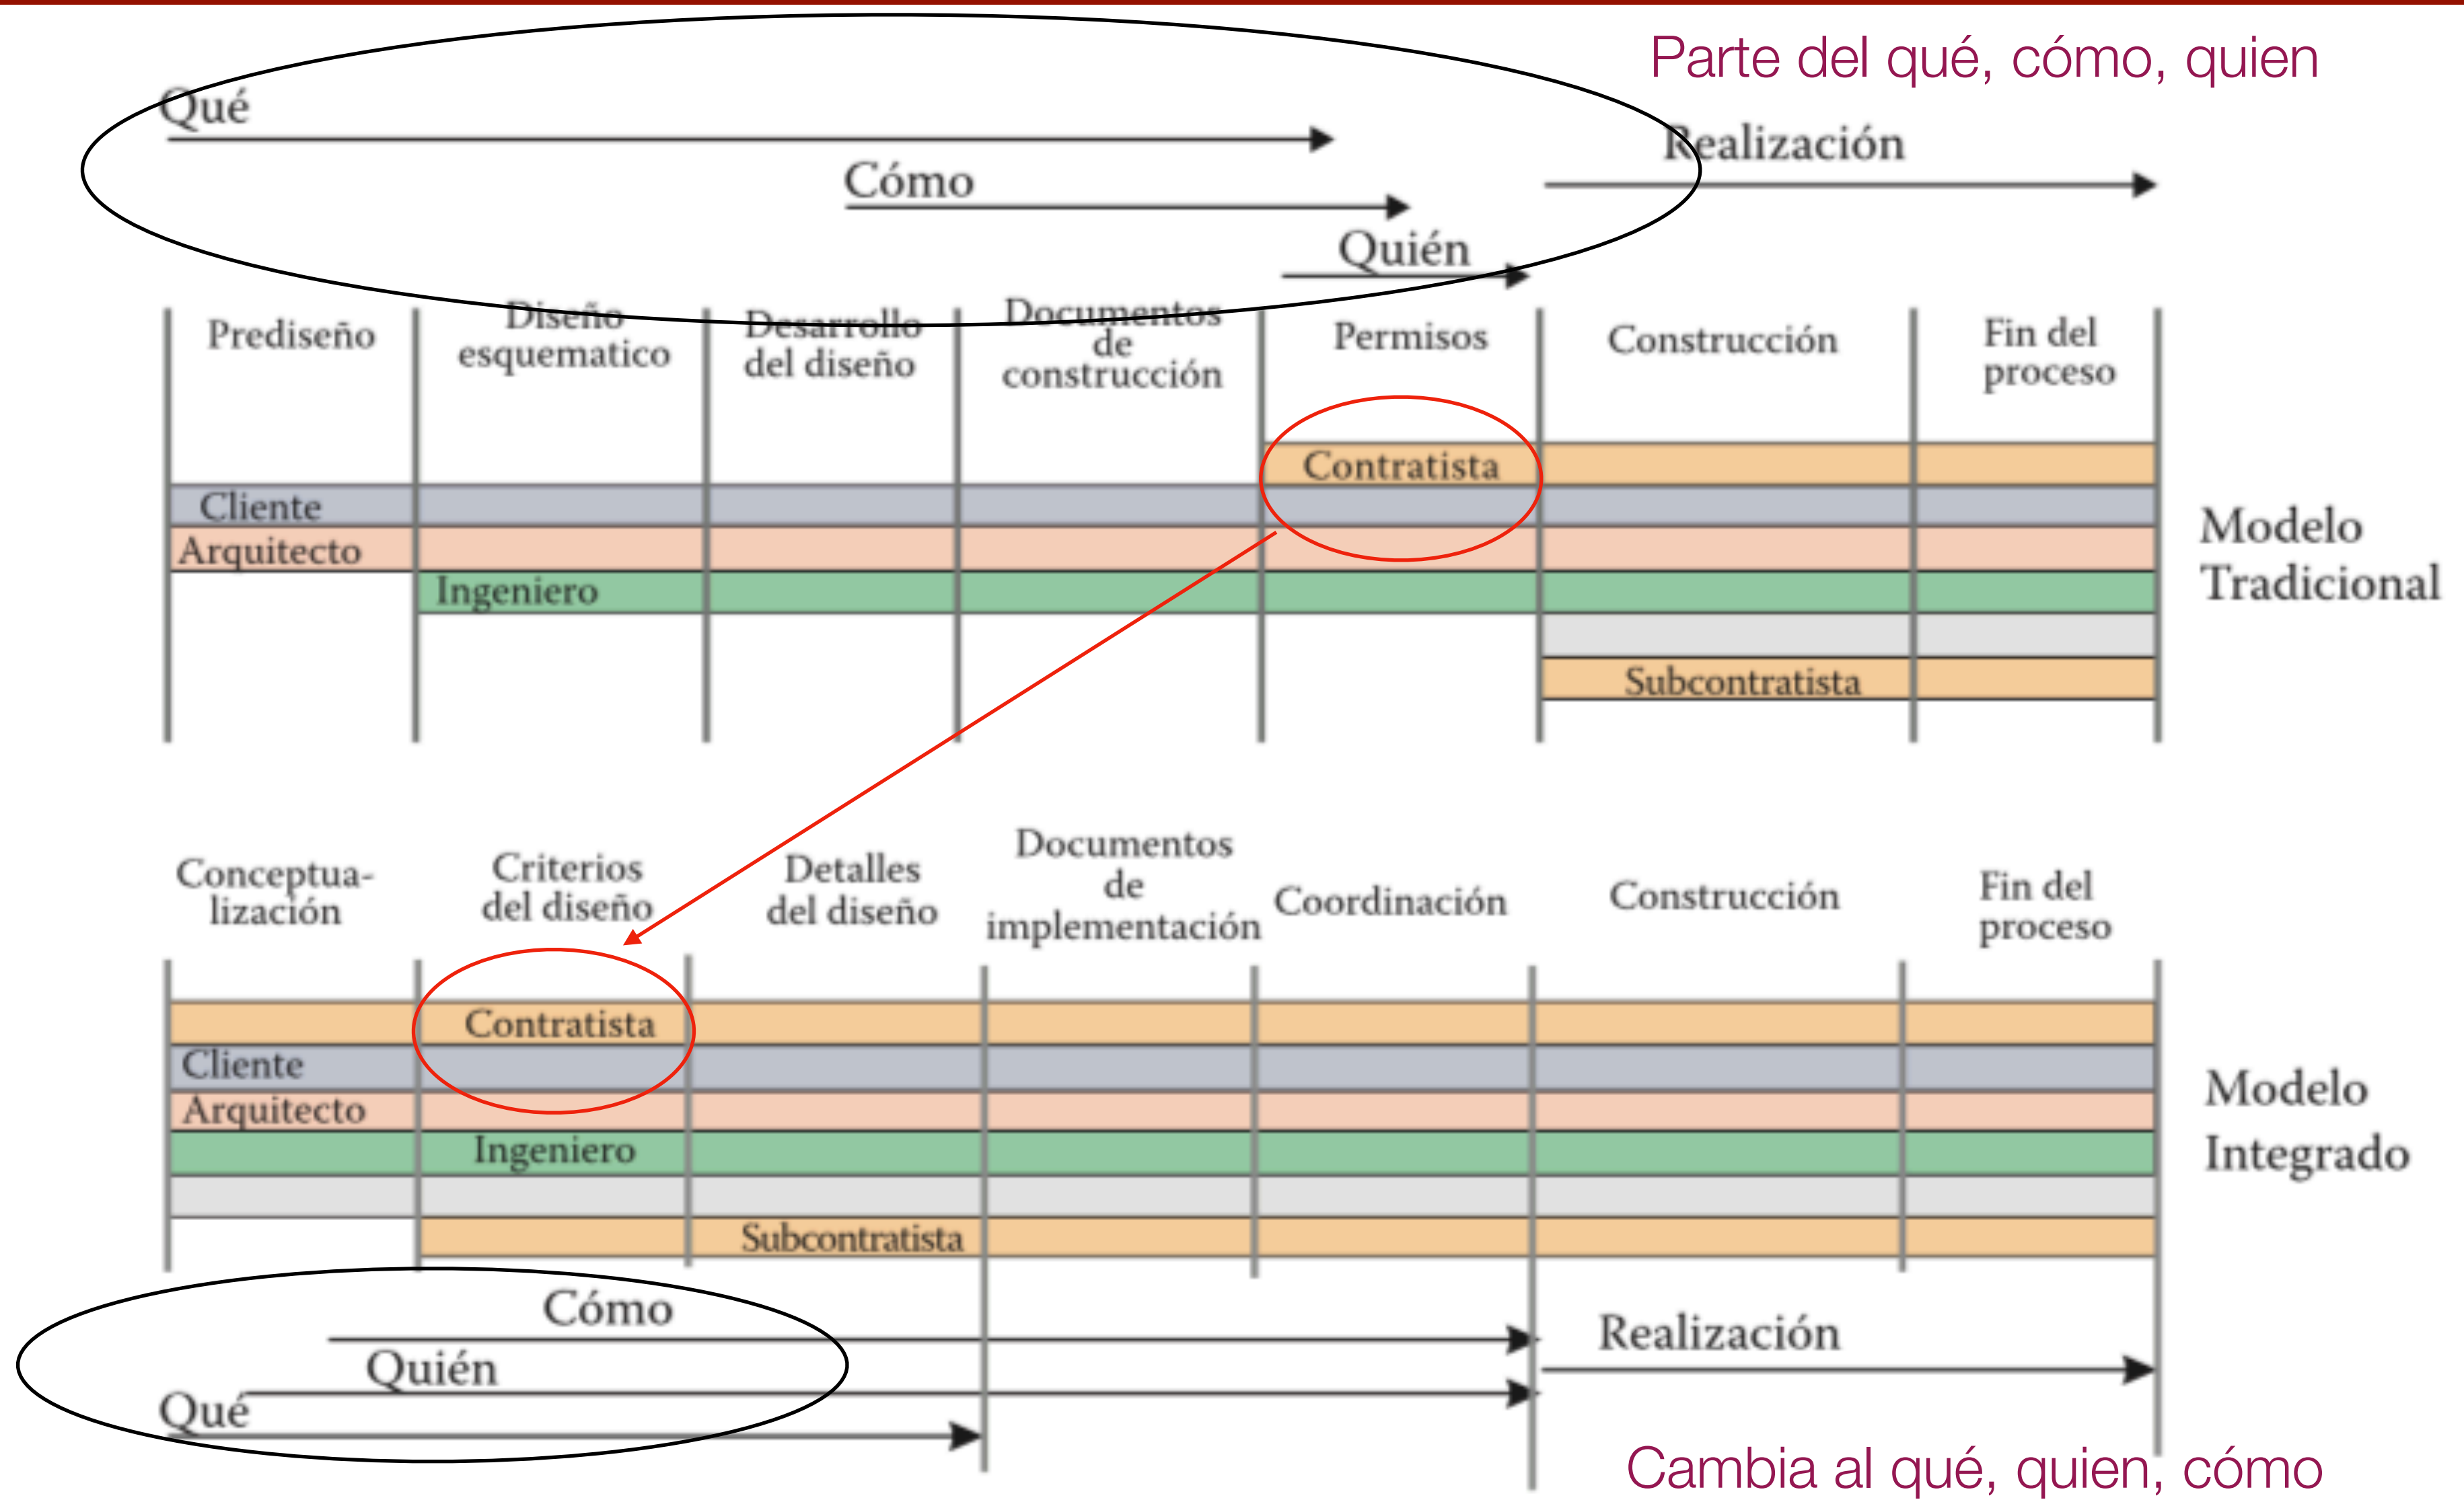 Parte del qué, cómo, quien
Qué
Realización
Cómo
Quién
Prediseño
Diseño
esquematico
Desarrollo
del diseño
Documentos
de
construcción
Permisos
Construcción
Fin del
proceso
Contratista
Cliente
Arquitecto
Ingeniero
Subcontratista
Modelo
Tradicional
Conceptua-
lización
Criterios
del diseño
Detalles
del diseño
Documentos
de
implementación
Coordinación
Construcción
Fin del
proceso
Contratista
Cliente
Arquitecto
Ingeniero
Subcontratista
Modelo
Integrado
Cómo
Realización
Quién
Qué
Cambia al qué, quien, cómo